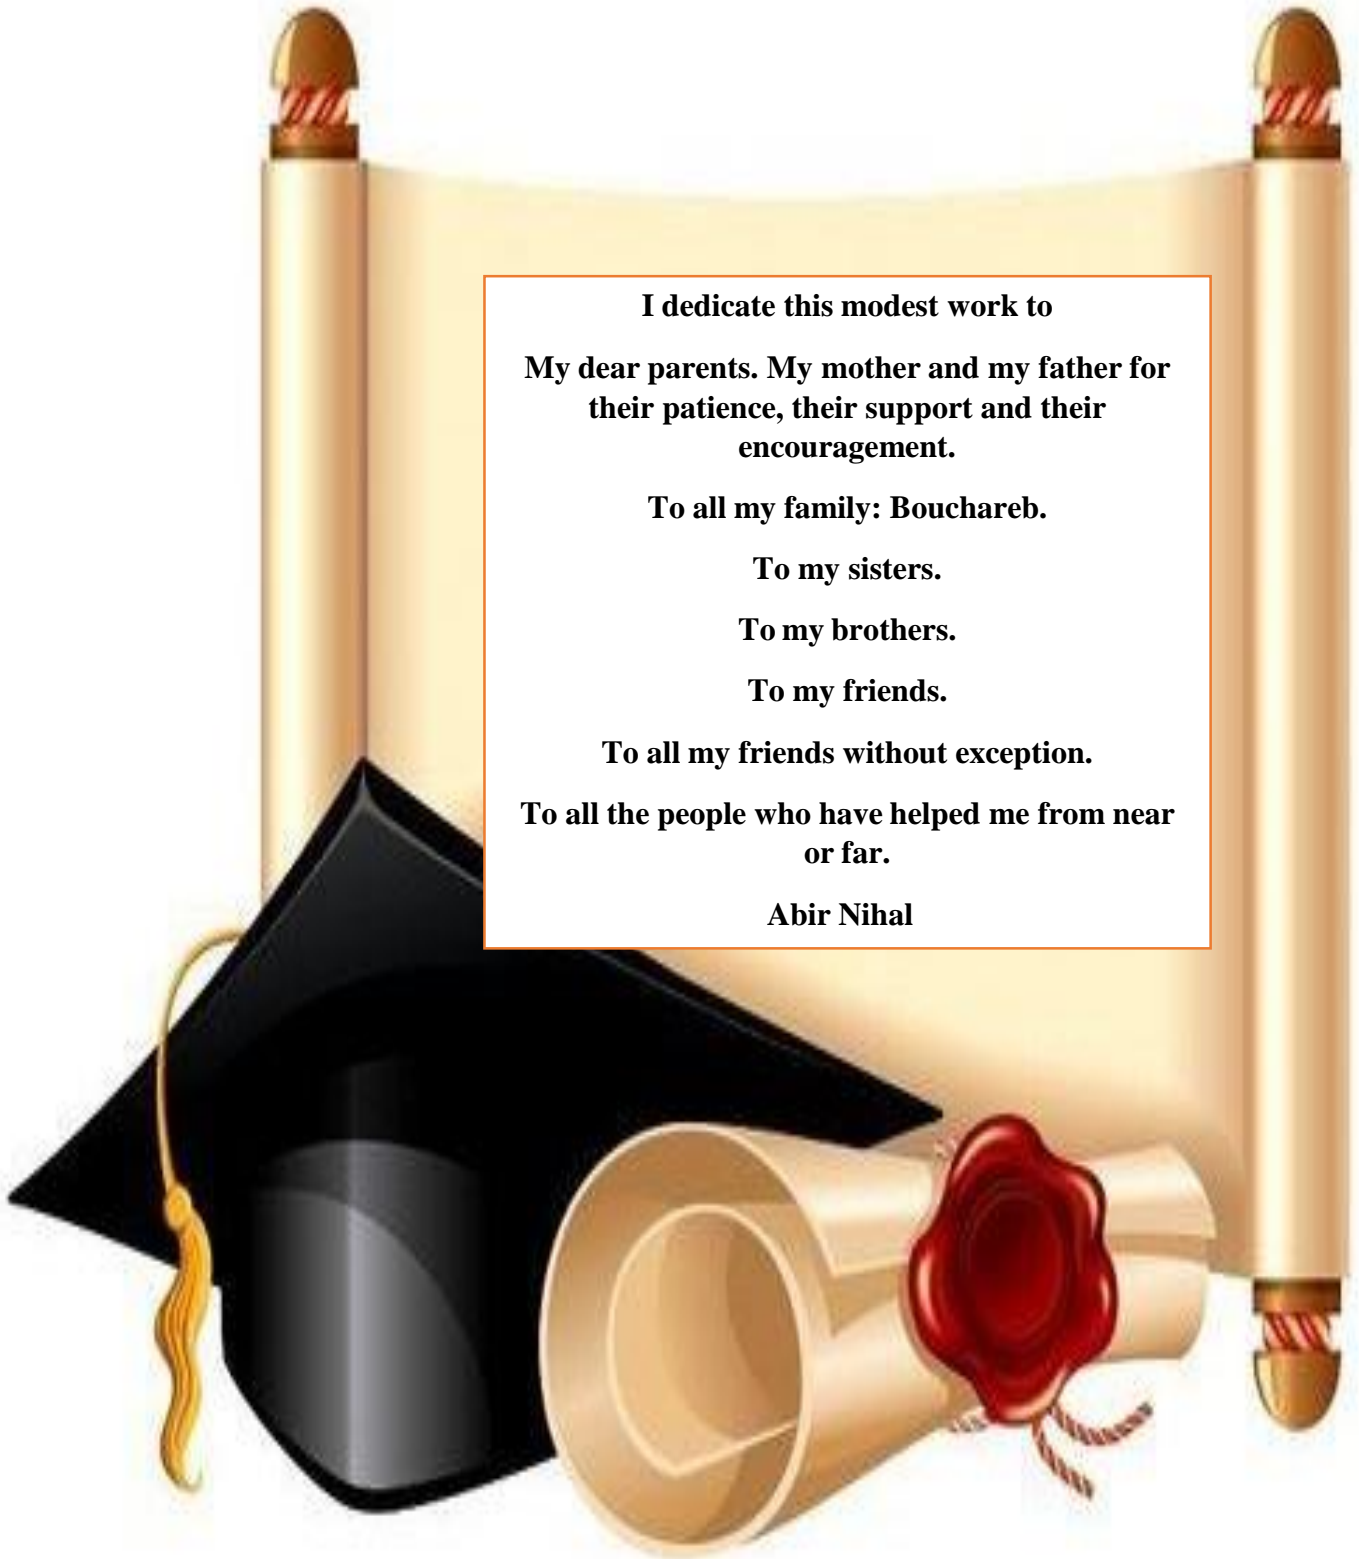 I dedicate this modest work to
My dear parents. My mother and my father for
their patience, their support and their
encouragement.
To all my family: Bouchareb.
To my sisters.
To my brothers.
To my friends.
To all my friends without exception.
To all the people who have helped me from near
or far.
Abir Nihal